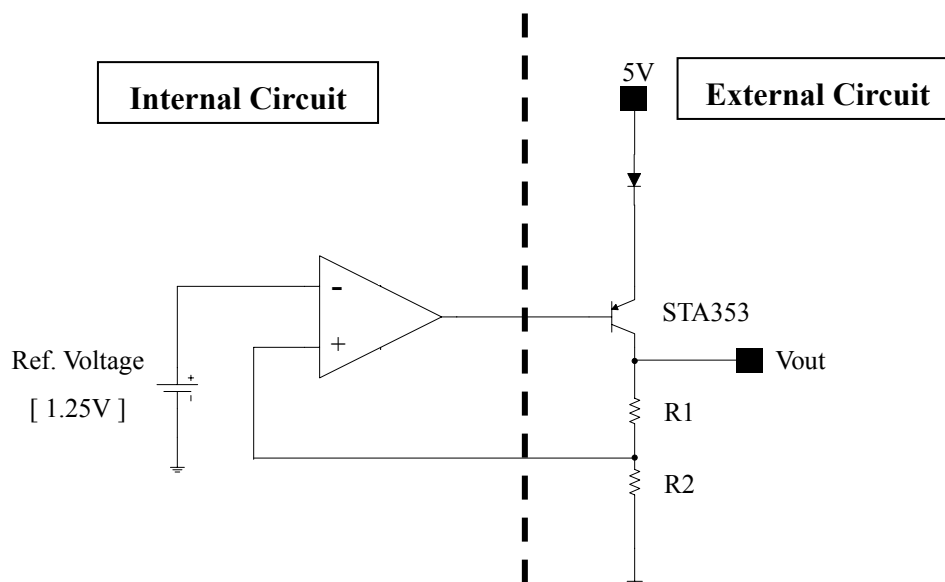 Internal Circuit
5V
External Circuit
-
STA353
+
Ref. Voltage
[ 1.25V ]
+
-
Vout
R1
R2